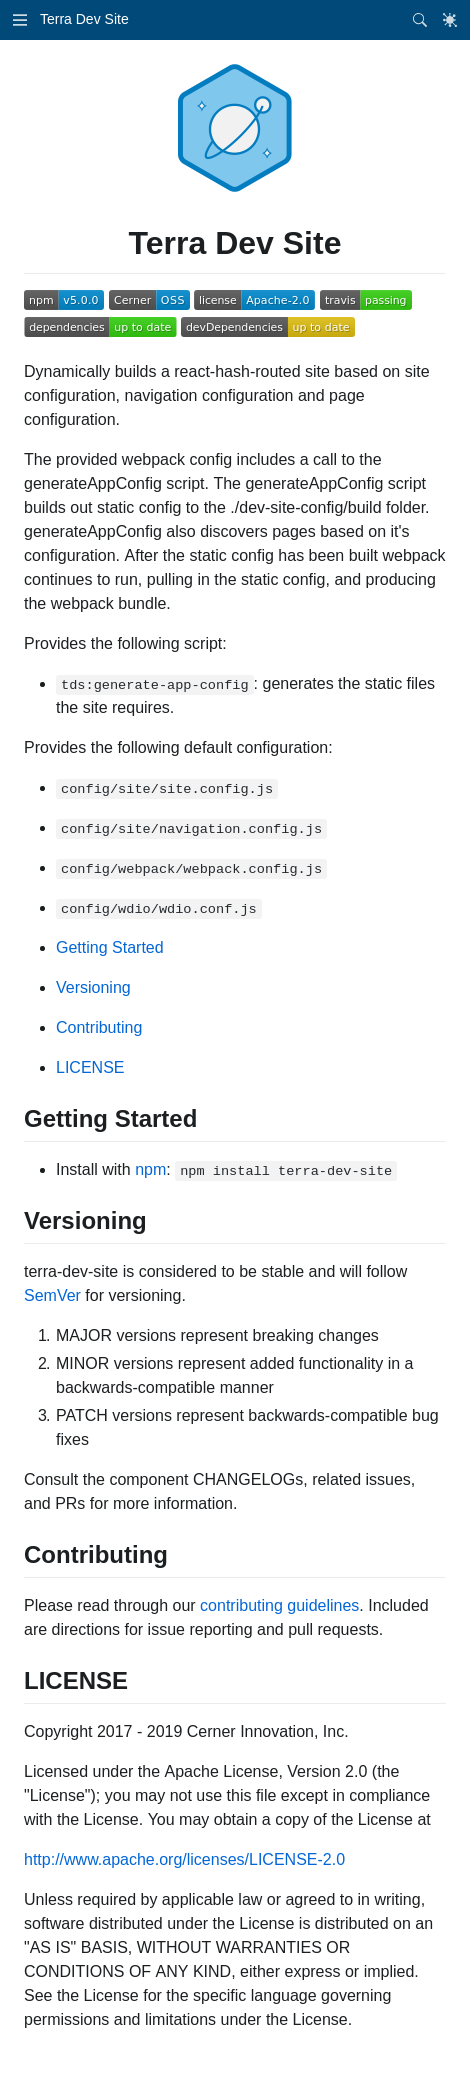 Terra Dev Site
Terra Dev Site
npm v5.0.0 Cerner OSS license Apache-2.0 travis passing
dependencies up to date devDependencies up to date
Dynamically builds a react-hash-routed site based on site
configuration, navigation configuration and page
configuration.
The provided webpack config includes a call to the
generateAppConfig script. The generateAppConfig script
builds out static config to the ./dev-site-config/build folder.
generateAppConfig also discovers pages based on it's
configuration. After the static config has been built webpack
continues to run, pulling in the static config, and producing
the webpack bundle.
Provides the following script:
• tds:generate-app-config: generates the static files
the site requires.
Provides the following default configuration:
• config/site/site.config.js
• config/site/navigation.config.js
• config/webpack/webpack.config.js
• config/wdio/wdio.conf.js
• Getting Started
• Versioning
• Contributing
• LICENSE
Getting Started
• Install with npm: npm install terra-dev-site
Versioning
terra-dev-site is considered to be stable and will follow
SemVer for versioning.
1. MAJOR versions represent breaking changes
2. MINOR versions represent added functionality in a
backwards-compatible manner
3. PATCH versions represent backwards-compatible bug
fixes
Consult the component CHANGELOGs, related issues,
and PRs for more information.
Contributing
Please read through our contributing guidelines. Included
are directions for issue reporting and pull requests.
LICENSE
Copyright 2017 - 2019 Cerner Innovation, Inc.
Licensed under the Apache License, Version 2.0 (the
"License"); you may not use this file except in compliance
with the License. You may obtain a copy of the License at
http://www.apache.org/licenses/LICENSE-2.0
Unless required by applicable law or agreed to in writing,
software distributed under the License is distributed on an
"AS IS" BASIS, WITHOUT WARRANTIES OR
CONDITIONS OF ANY KIND, either express or implied.
See the License for the specific language governing
permissions and limitations under the License.